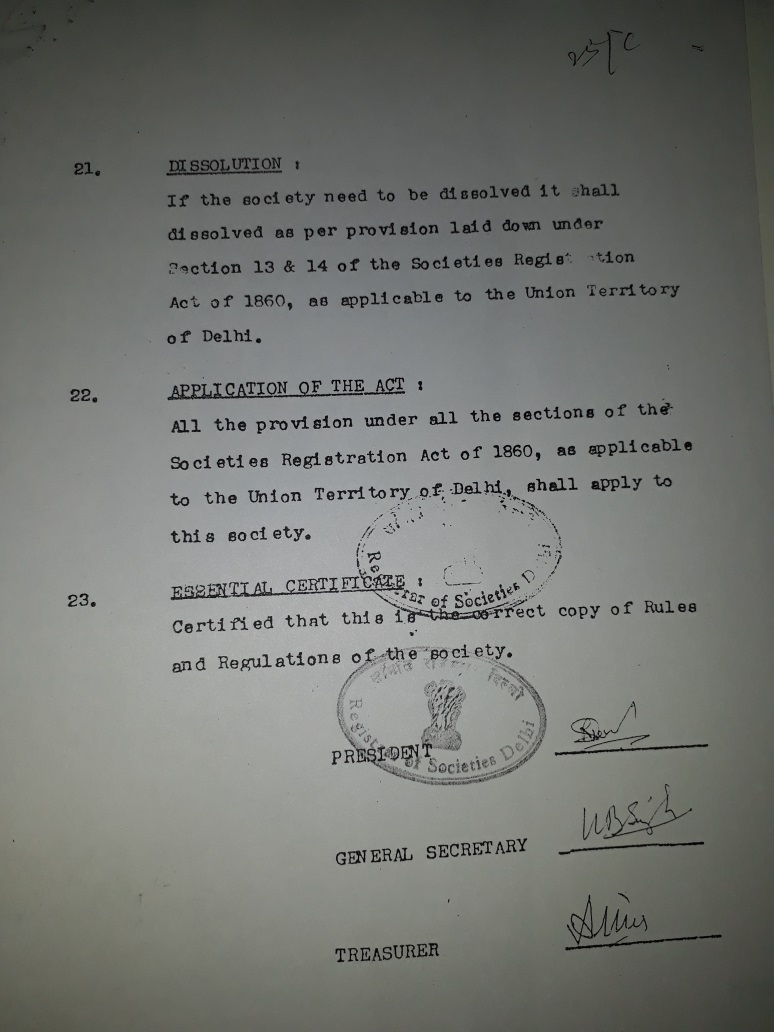 25/C
21. DISSOLUTION :
If the society need to be dissolved it shall
dissolved as per provision laid down under
Section 13 & 14 of the Societies Registration
Act of 1860, as applicable to the Union Territory
of Delhi.
22. APPLICATION OF THE ACT :
All the provision under all the sections of the
Societies Registration Act of 1860, as applicable
to the Union Territory of Delhi, shall apply to
this society.
Registrar of Societies D
23. ESSENTIAL CERTIFICATE :
Certified that this is the correct copy of Rules
and Regulations of the society.
Registrar of Societies Delhi
PRESIDENT
GENERAL SECRETARY
TREASURER